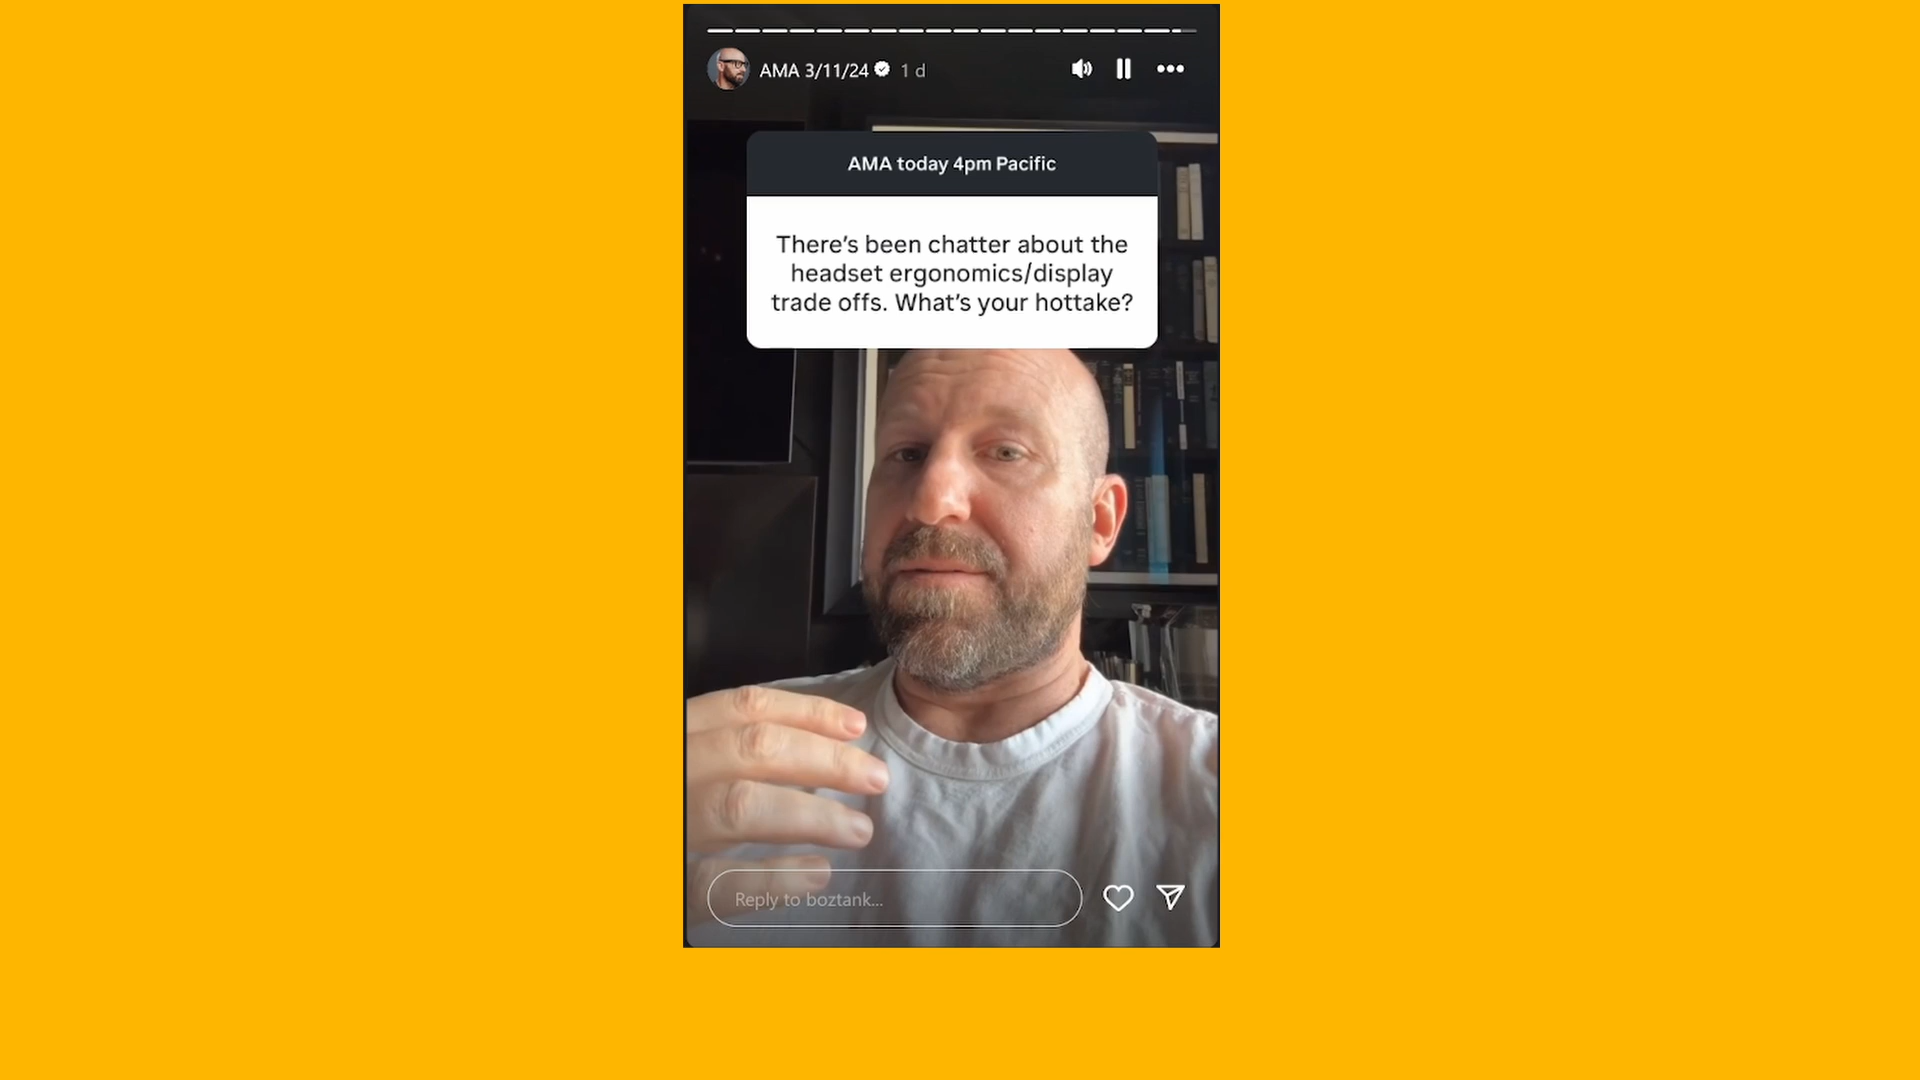 AMA 3/11/24 1 d
AMA today 4pm Pacific
There's been chatter about the
headset ergonomics/display
trade offs. What's your hottake?
Reply to boztank...